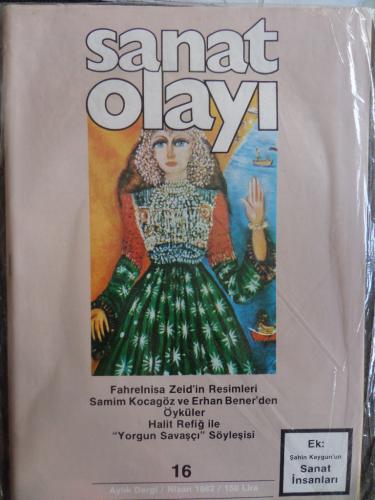 sanat
olayı
Fahrelnisa Zeid'in Resimleri
Samim Kocagöz ve Erhan Bener'den
Öyküler
Halit Refiğ ile
"Yorgun Savaşçı" Söyleşisi
16
Aylık Dergi / Nisan 1982 / 150 Lira
Ek:
Şahin Kaygun'un
Sanat
İnsanları